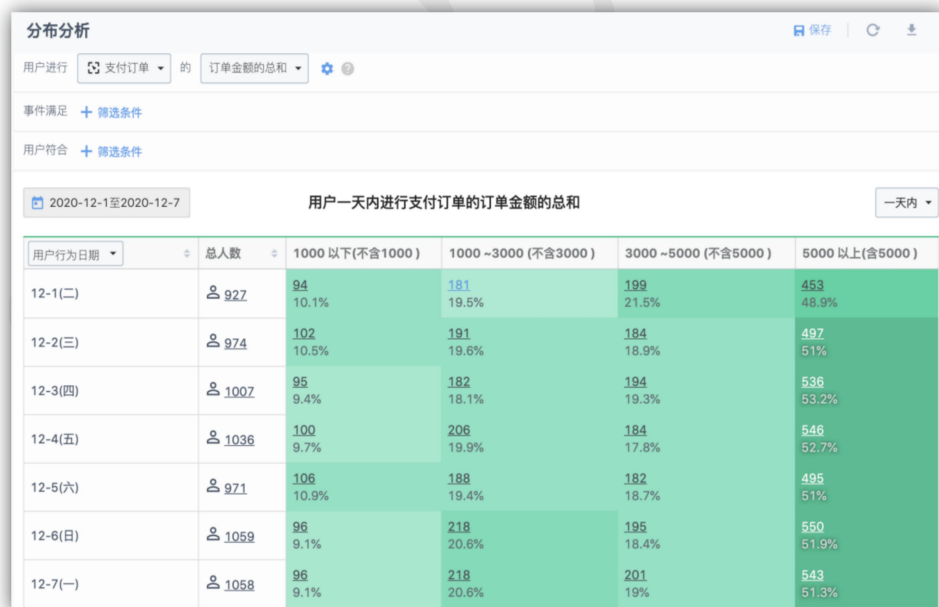 分布分析 保存
用户进行 支付订单 的 订单金额的总和
事件满足 + 筛选条件
用户符合 + 筛选条件
2020-12-1至2020-12-7 用户一天内进行支付订单的订单金额的总和 一天内
用户行为日期 总人数 1000 以下(不含1000) 1000 ~3000 (不含3000) 3000 ~5000 (不含5000) 5000 以上(含5000)
12-1(二) 927 94 181 199 453
10.1% 19.5% 21.5% 48.9%
12-2(三) 974 102 191 184 497
10.5% 19.6% 18.9% 51%
12-3(四) 1007 95 182 194 536
9.4% 18.1% 19.3% 53.2%
12-4(五) 1036 100 206 184 546
9.7% 19.9% 17.8% 52.7%
12-5(六) 971 106 188 182 495
10.9% 19.4% 18.7% 51%
12-6(日) 1059 96 218 195 550
9.1% 20.6% 18.4% 51.9%
12-7(一) 1058 96 218 201 543
9.1% 20.6% 19% 51.3%